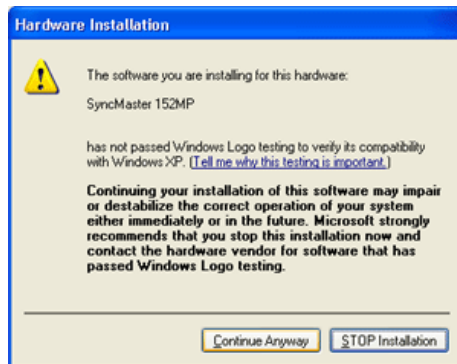 Hardware Installation
The software you are installing for this hardware:
SyncMaster 152MP
has not passed Windows Logo testing to verify its compatibility
with Windows XP. (Tell me why this testing is important.)
Continuing your installation of this software may impair
or destabilize the correct operation of your system
either immediately or in the future. Microsoft strongly
recommends that you stop this installation now and
contact the hardware vendor for software that has
passed Windows Logo testing.
Continue Anyway STOP Installation